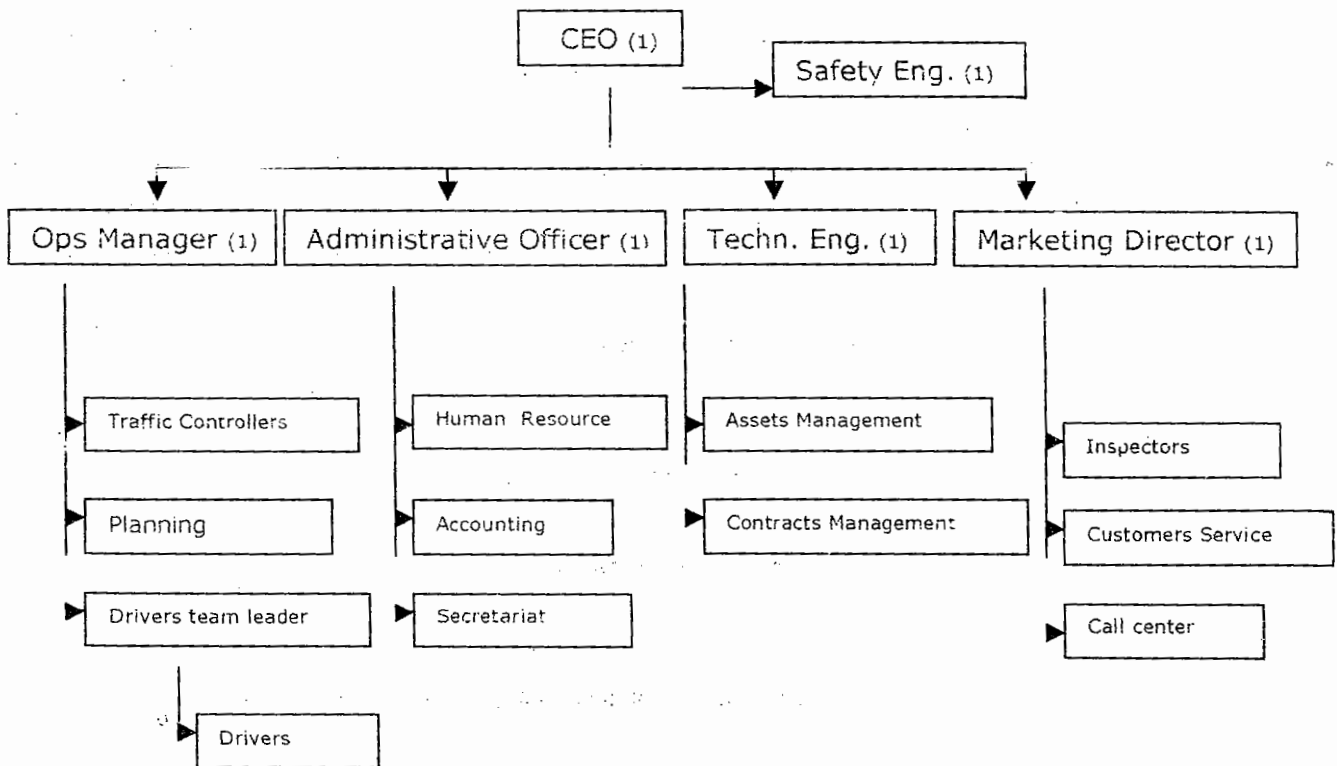 CEO (1)
Safety Eng. (1)
Ops Manager (1)
Administrative Officer (1)
Techn. Eng. (1)
Marketing Director (1)
Traffic Controllers
Planning
Drivers team leader
Drivers
Human Resource
Accounting
Secretariat
Assets Management
Contracts Management
Inspectors
Customers Service
Call center